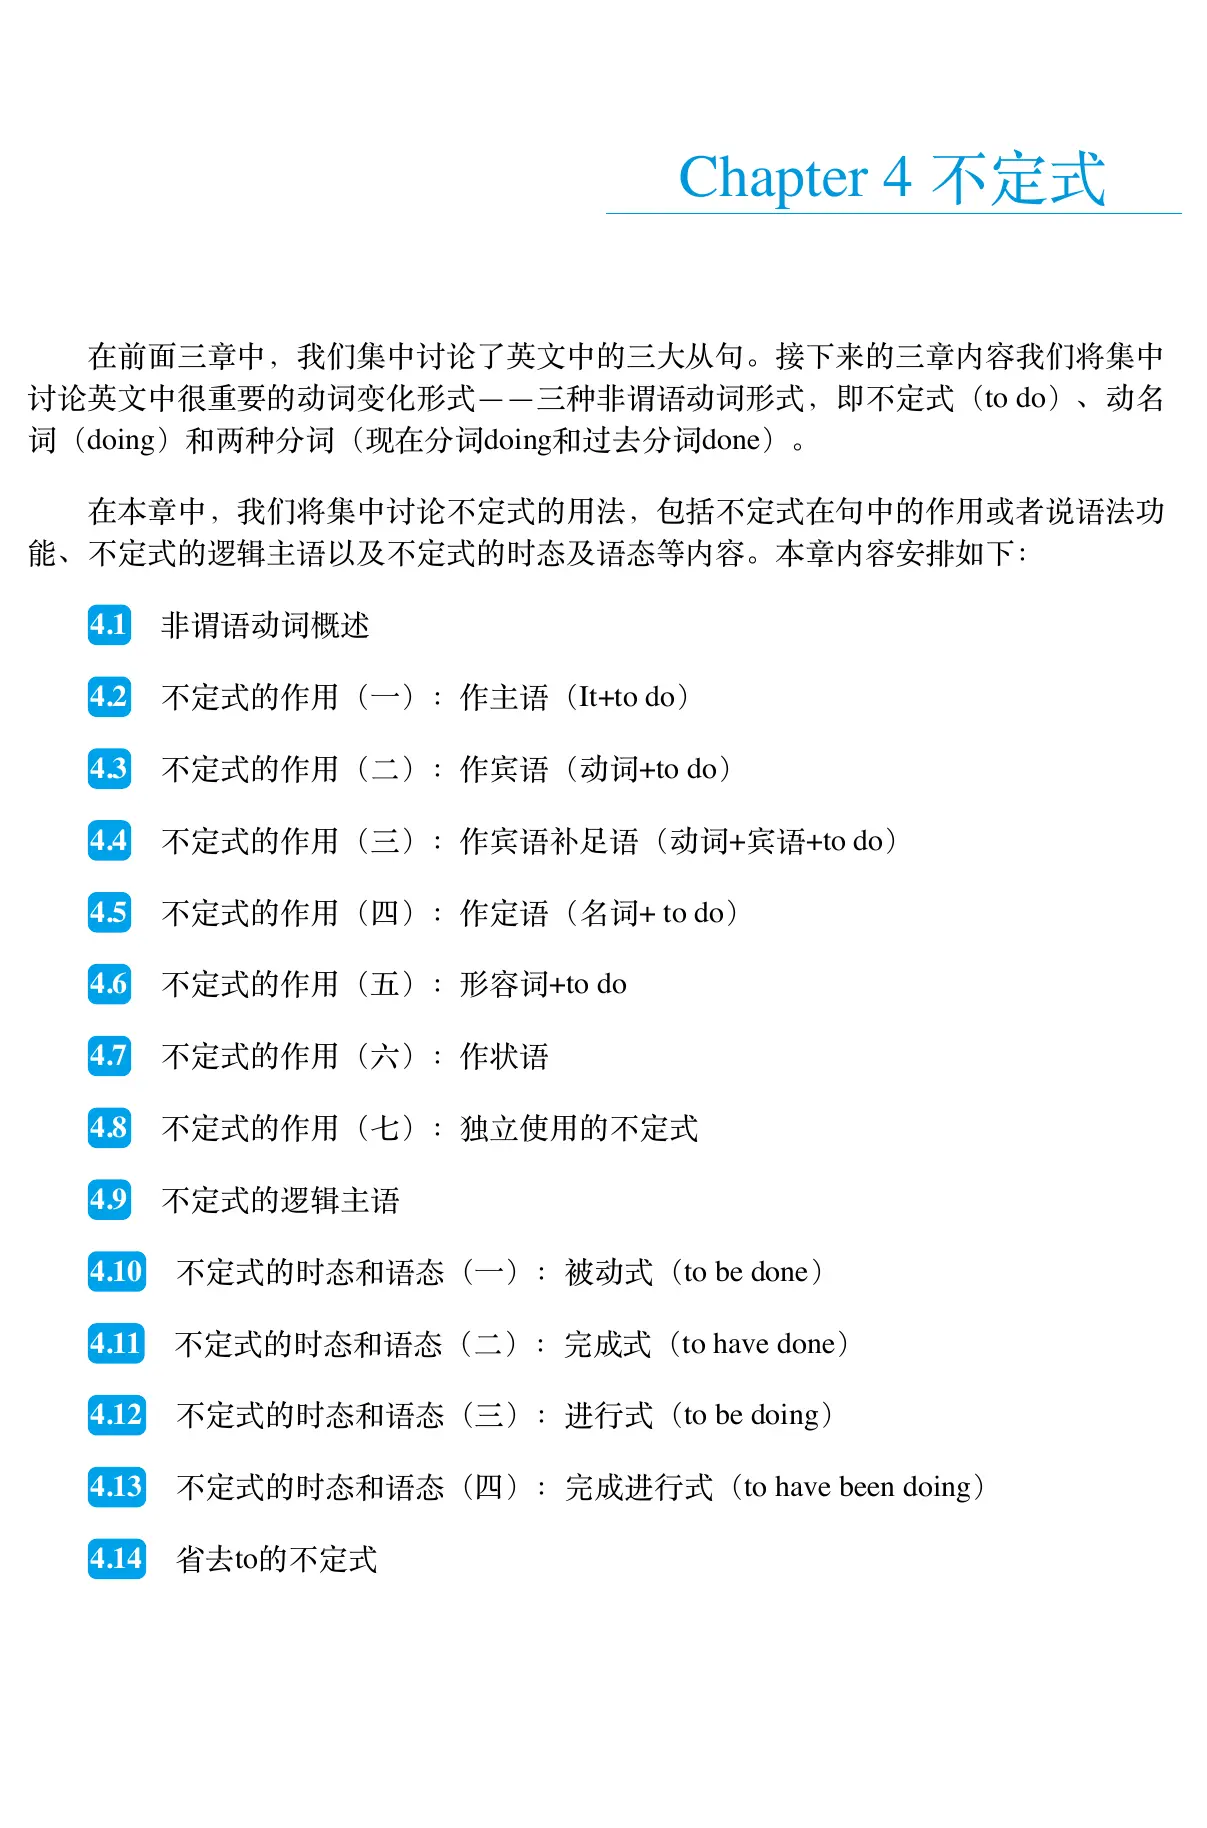 Chapter 4 不定式
在前面三章中，我们集中讨论了英文中的三大从句。接下来的三章内容我们将集中
讨论英文中很重要的动词变化形式——三种非谓语动词形式，即不定式（to do）、动名
词（doing）和两种分词（现在分词doing和过去分词done）。
在本章中，我们将集中讨论不定式的用法，包括不定式在句中的作用或者说语法功
能、不定式的逻辑主语以及不定式的时态及语态等内容。本章内容安排如下：
4.1 非谓语动词概述
4.2 不定式的作用（一）：作主语（It+to do）
4.3 不定式的作用（二）：作宾语（动词+to do）
4.4 不定式的作用（三）：作宾语补足语（动词+宾语+to do）
4.5 不定式的作用（四）：作定语（名词+ to do）
4.6 不定式的作用（五）：形容词+to do
4.7 不定式的作用（六）：作状语
4.8 不定式的作用（七）：独立使用的不定式
4.9 不定式的逻辑主语
4.10 不定式的时态和语态（一）：被动式（to be done）
4.11 不定式的时态和语态（二）：完成式（to have done）
4.12 不定式的时态和语态（三）：进行式（to be doing）
4.13 不定式的时态和语态（四）：完成进行式（to have been doing）
4.14 省去to的不定式